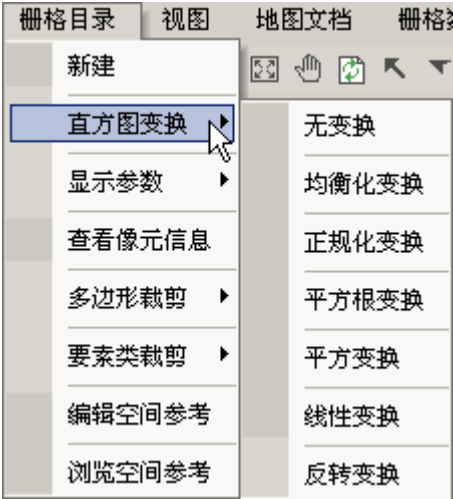 栅格目录 视图 地图文档 栅格
新建
直方图变换
显示参数
查看像元信息
多边形裁剪
要素类裁剪
编辑空间参考
浏览空间参考
无变换
均衡化变换
正规化变换
平方根变换
平方变换
线性变换
反转变换